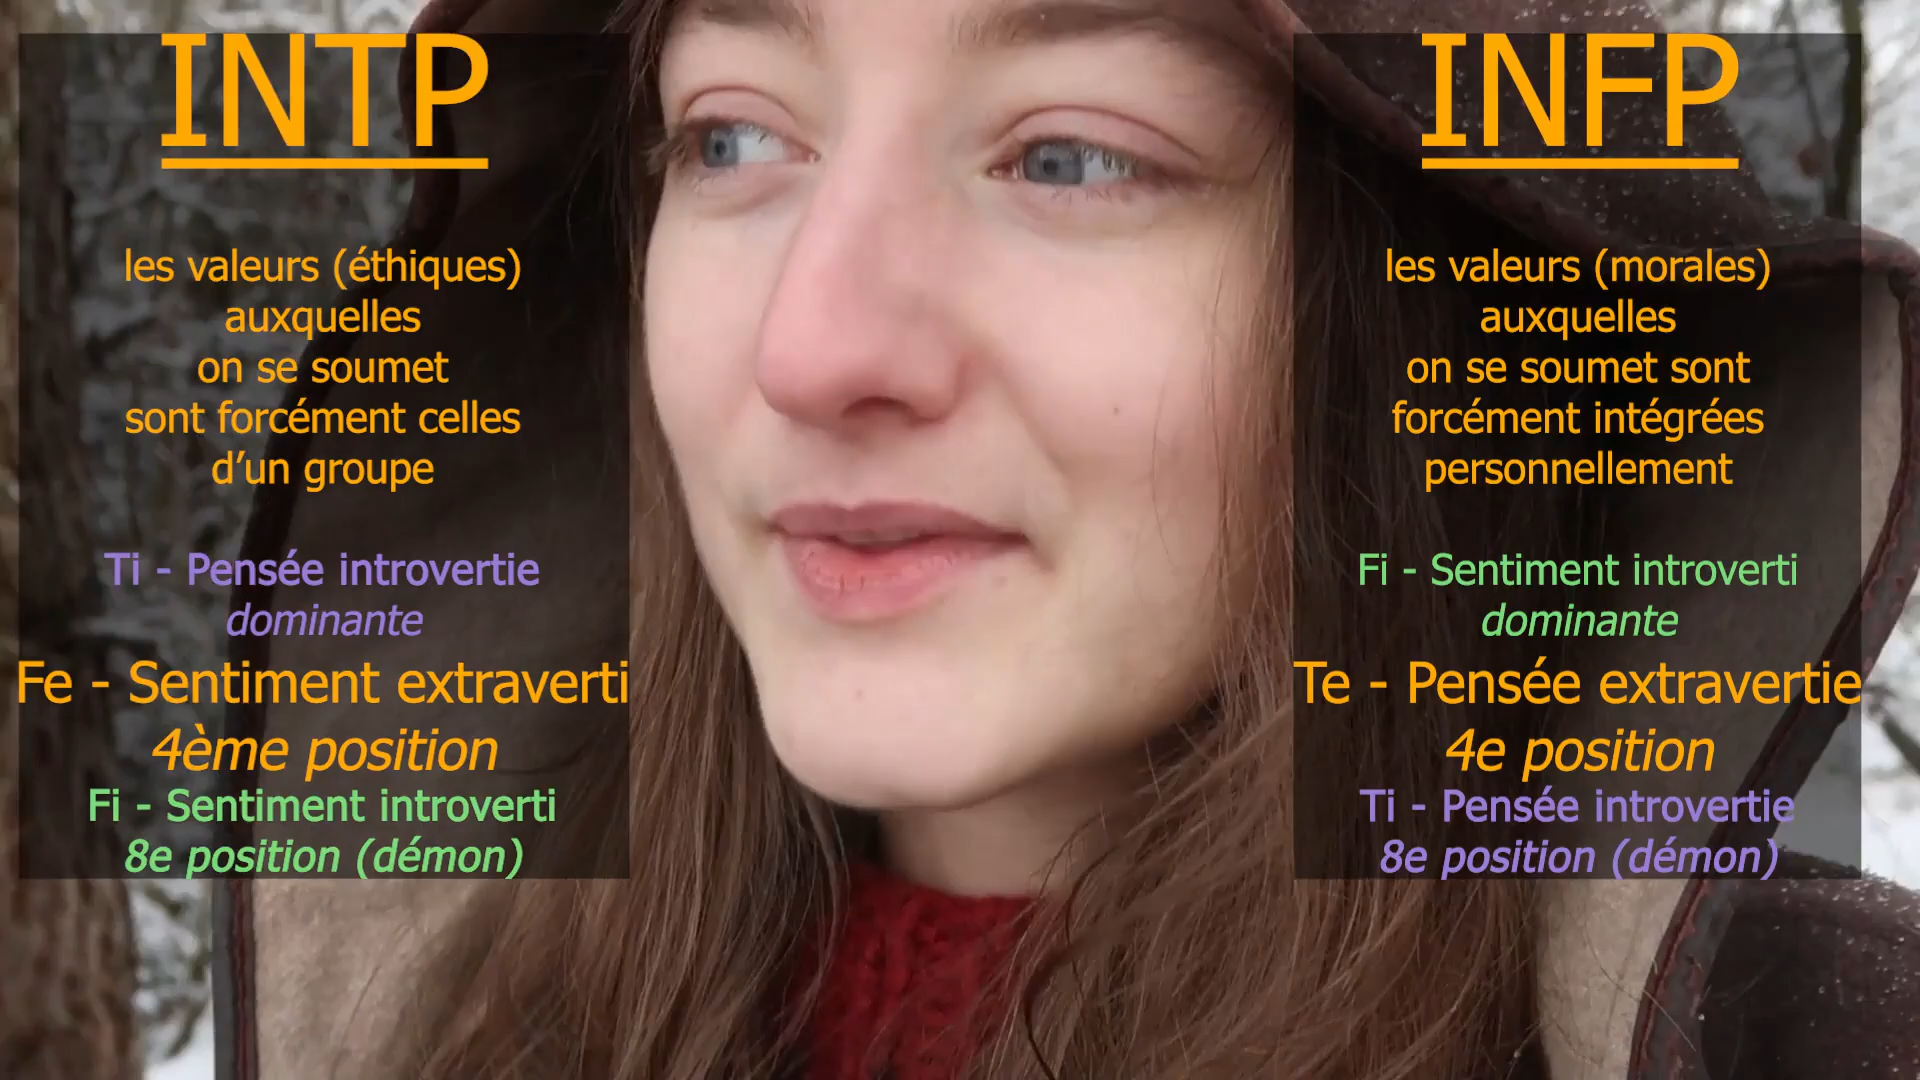 INTP
les valeurs (éthiques)
auxquelles
on se soumet
sont forcément celles
d’un groupe
Ti - Pensée introvertie
dominante
Fe - Sentiment extraverti
4ème position
Fi - Sentiment introverti
8e position (démon)
INFP
les valeurs (morales)
auxquelles
on se soumet sont
forcément intégrées
personnellement
Fi - Sentiment introverti
dominante
Te - Pensée extravertie
4e position
Ti - Pensée introvertie
8e position (démon)